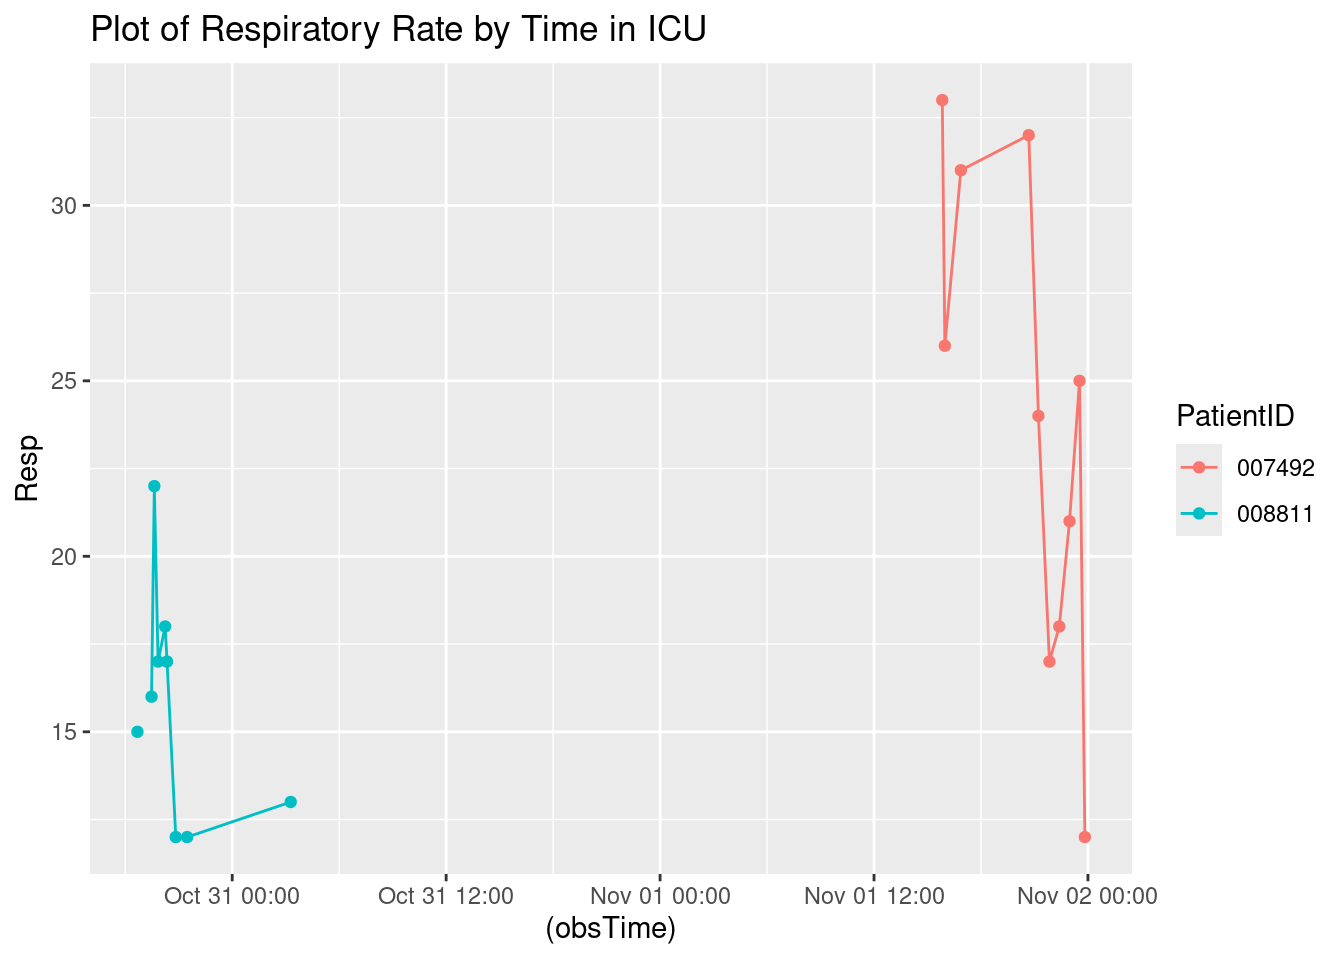 Plot of Respiratory Rate by Time in ICU
Resp
30
25
20
15
Oct 31 00:00
Oct 31 12:00
Nov 01 00:00
Nov 01 12:00
Nov 02 00:00
(obsTime)
PatientID
007492
008811